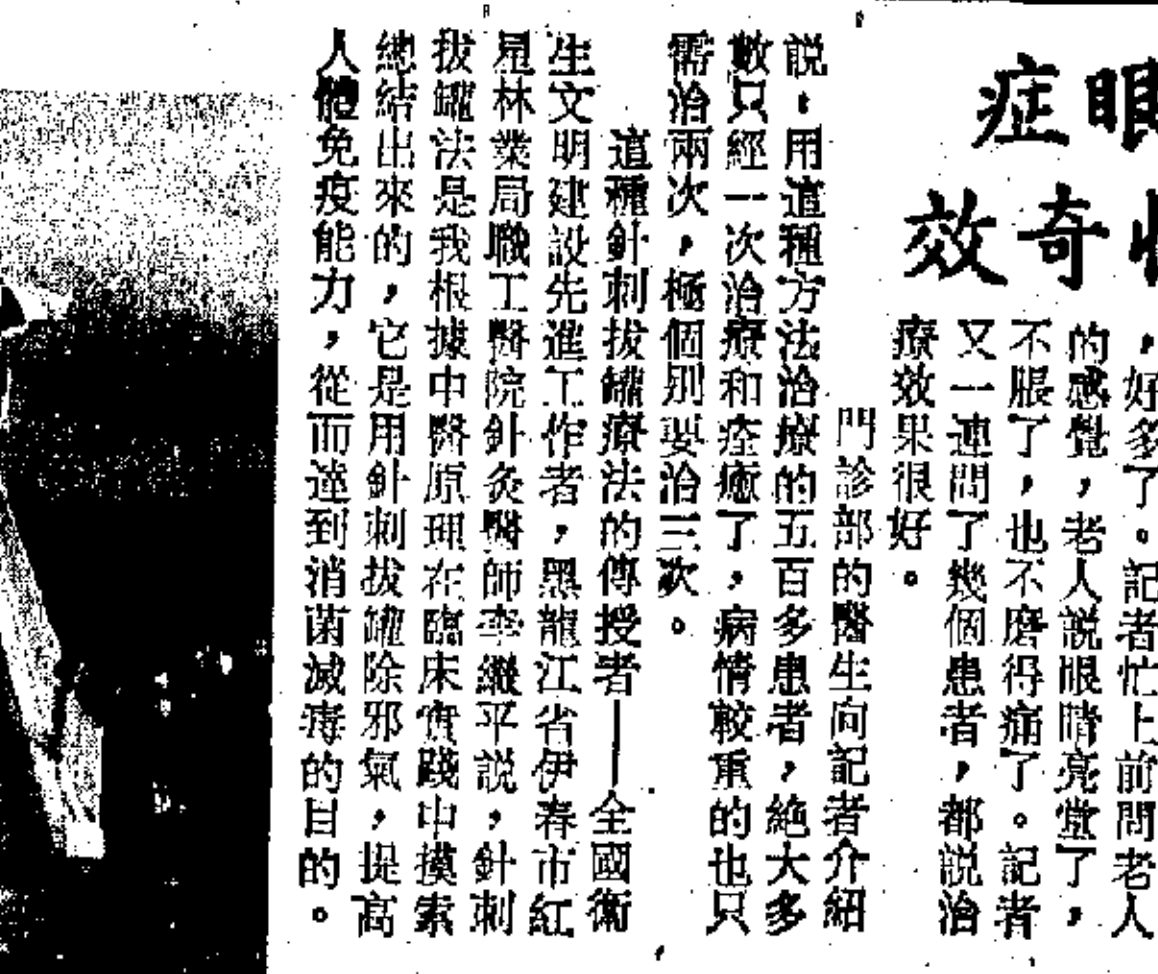 眼症
奇效
，好多了。記者忙上前問老人
的感覺，老人説眼睛亮堂了，
不脹了，也不磨得痛了。記者
又一連問了幾個患者，都説治
療效果很好。
門診部的醫生向記者介紹
説：用這種方法治療的五百多患者，絶大多
數只經一次治療和痊癒了，病情較重的也只
需治兩次，極個別要治三次。
這種針刺拔罐療法的傳授者——全國衛
生文明建設先進工作者，黑龍江省伊春市紅
星林業局職工醫院針灸醫師李繼平説，針刺
拔罐法是我根據中醫原理在臨床實踐中摸索
總結出來的，它是用針刺拔罐除邪氣，提高
人體免疫能力，從而達到消菌滅毒的目的。